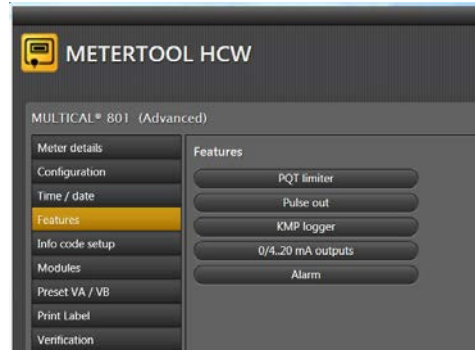 METERTOOL HCW
MULTICAL® 801 (Advanced)
Meter details
Configuration
Time / date
Features
Info code setup
Modules
Preset VA / VB
Print Label
Verification
Features
PQT limiter
Pulse out
KMP logger
0/4..20 mA outputs
Alarm